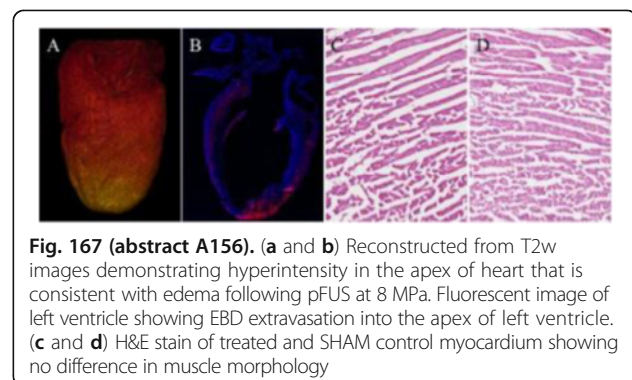 A B C D
Fig. 167 (abstract A156). (a and b) Reconstructed from T2w
images demonstrating hyperintensity in the apex of heart that is
consistent with edema following pFUS at 8 MPa. Fluorescent image of
left ventricle showing EBD extravasation into the apex of left ventricle.
(c and d) H&E stain of treated and SHAM control myocardium showing
no difference in muscle morphology